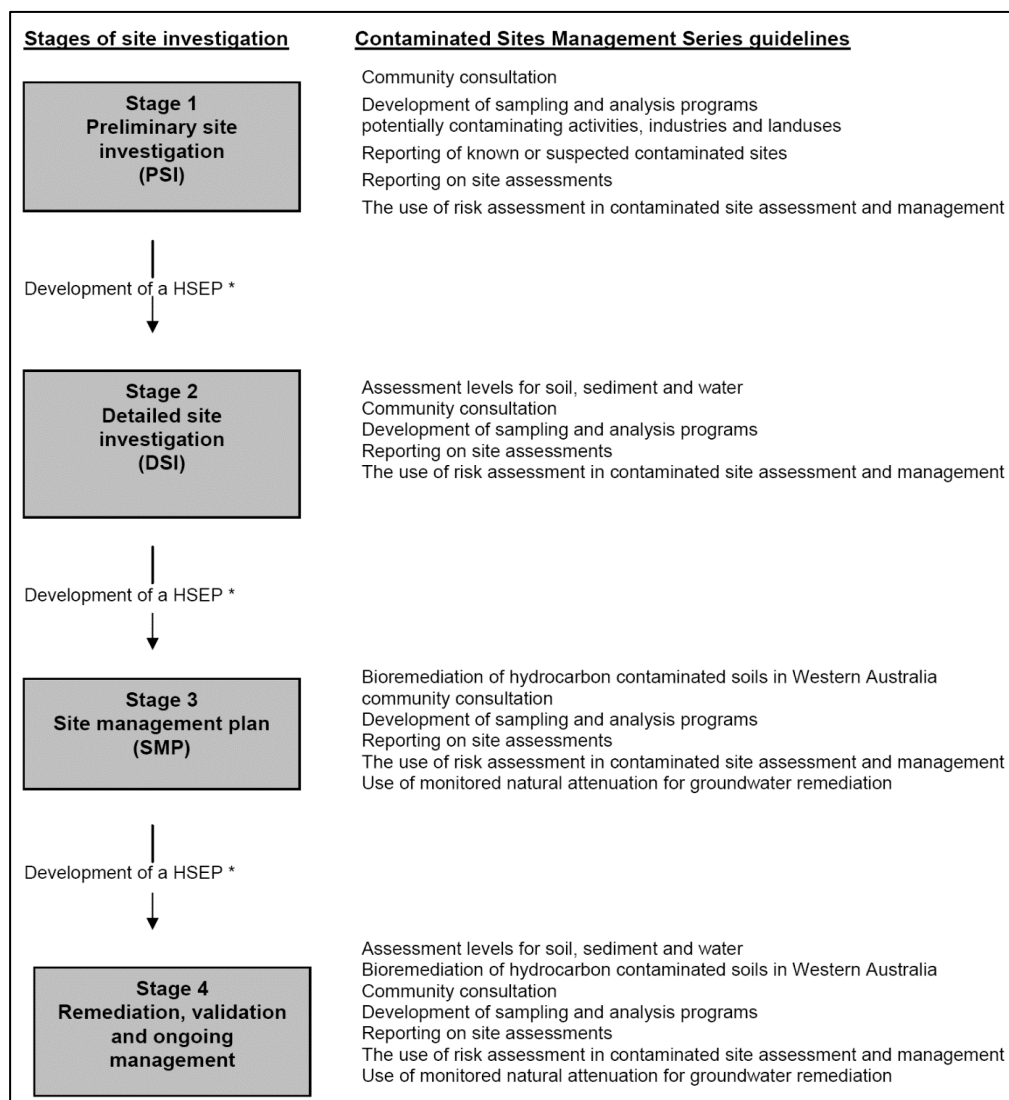 Stages of site investigation
Contaminated Sites Management Series guidelines
Stage 1
Preliminary site
investigation
(PSI)
Community consultation
Development of sampling and analysis programs
potentially contaminating activities, industries and landuses
Reporting of known or suspected contaminated sites
Reporting on site assessments
The use of risk assessment in contaminated site assessment and management
Development of a HSEP *
Stage 2
Detailed site
investigation
(DSI)
Assessment levels for soil, sediment and water
Community consultation
Development of sampling and analysis programs
Reporting on site assessments
The use of risk assessment in contaminated site assessment and management
Development of a HSEP *
Stage 3
Site management plan
(SMP)
Bioremediation of hydrocarbon contaminated soils in Western Australia
community consultation
Development of sampling and analysis programs
Reporting on site assessments
The use of risk assessment in contaminated site assessment and management
Use of monitored natural attenuation for groundwater remediation
Development of a HSEP *
Stage 4
Remediation, validation
and ongoing
management
Assessment levels for soil, sediment and water
Bioremediation of hydrocarbon contaminated soils in Western Australia
Community consultation
Development of sampling and analysis programs
Reporting on site assessments
The use of risk assessment in contaminated site assessment and management
Use of monitored natural attenuation for groundwater remediation